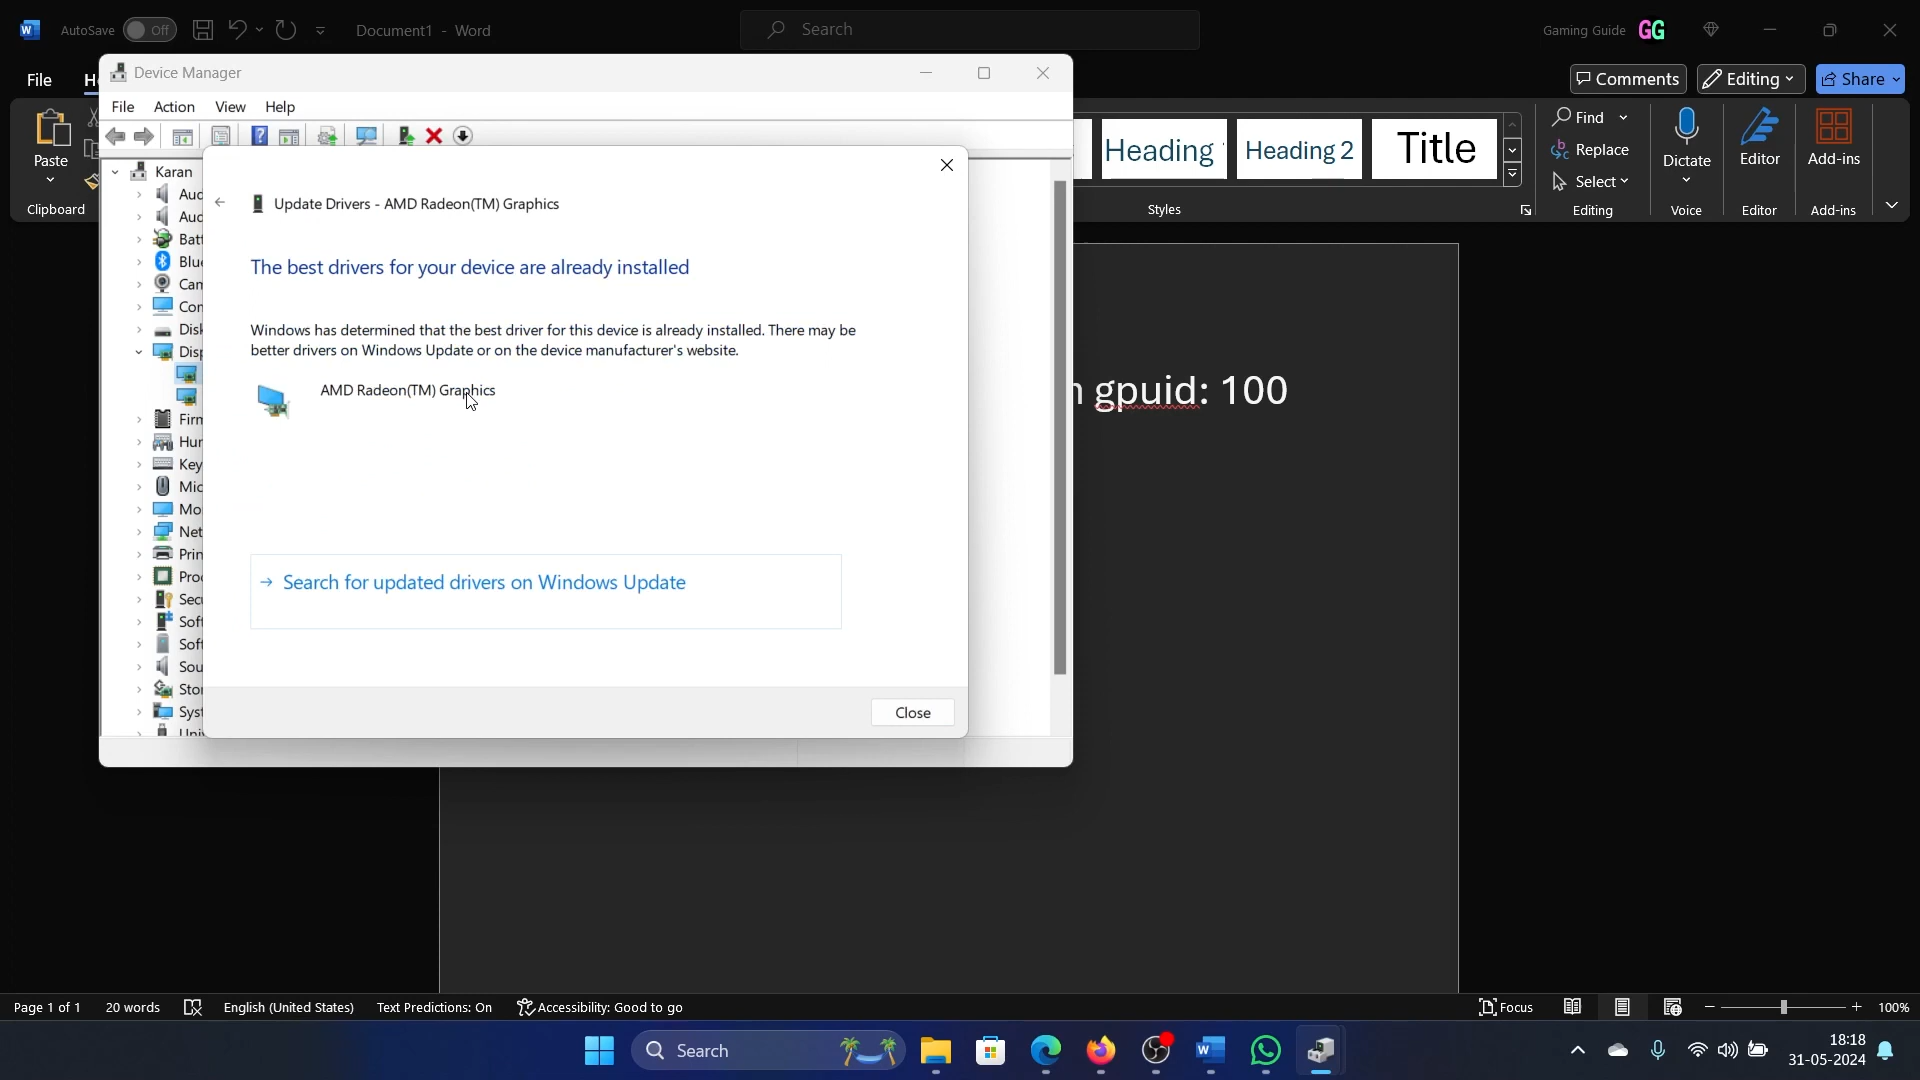 AutoSave Off Document1 - Word Search Gaming Guide GG
File Comments Editing Share
Device Manager
File Action View Help
Paste
Clipboard
Heading
Heading 2
Title
Styles
Find
Replace
Select
Editing
Dictate
Voice
Editor
Editor
Add-ins
Add-ins
Karan
Update Drivers - AMD Radeon(TM) Graphics
The best drivers for your device are already installed
Windows has determined that the best driver for this device is already installed. There may be
better drivers on Windows Update or on the device manufacturer's website.
AMD Radeon(TM) Graphics
Search for updated drivers on Windows Update
Close
gpuid: 100
Page 1 of 1 20 words English (United States) Text Predictions: On Accessibility: Good to go Focus 100%
Search
18:18
31-05-2024